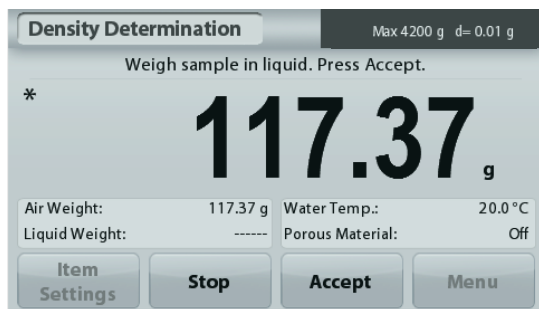 Density Determination
Max 4200 g d= 0.01 g
Weigh sample in liquid. Press Accept.
*
117.37 g
Air Weight: 117.37 g Water Temp.: 20.0°C
Liquid Weight: ------ Porous Material: Off
Item Settings
Stop
Accept
Menu